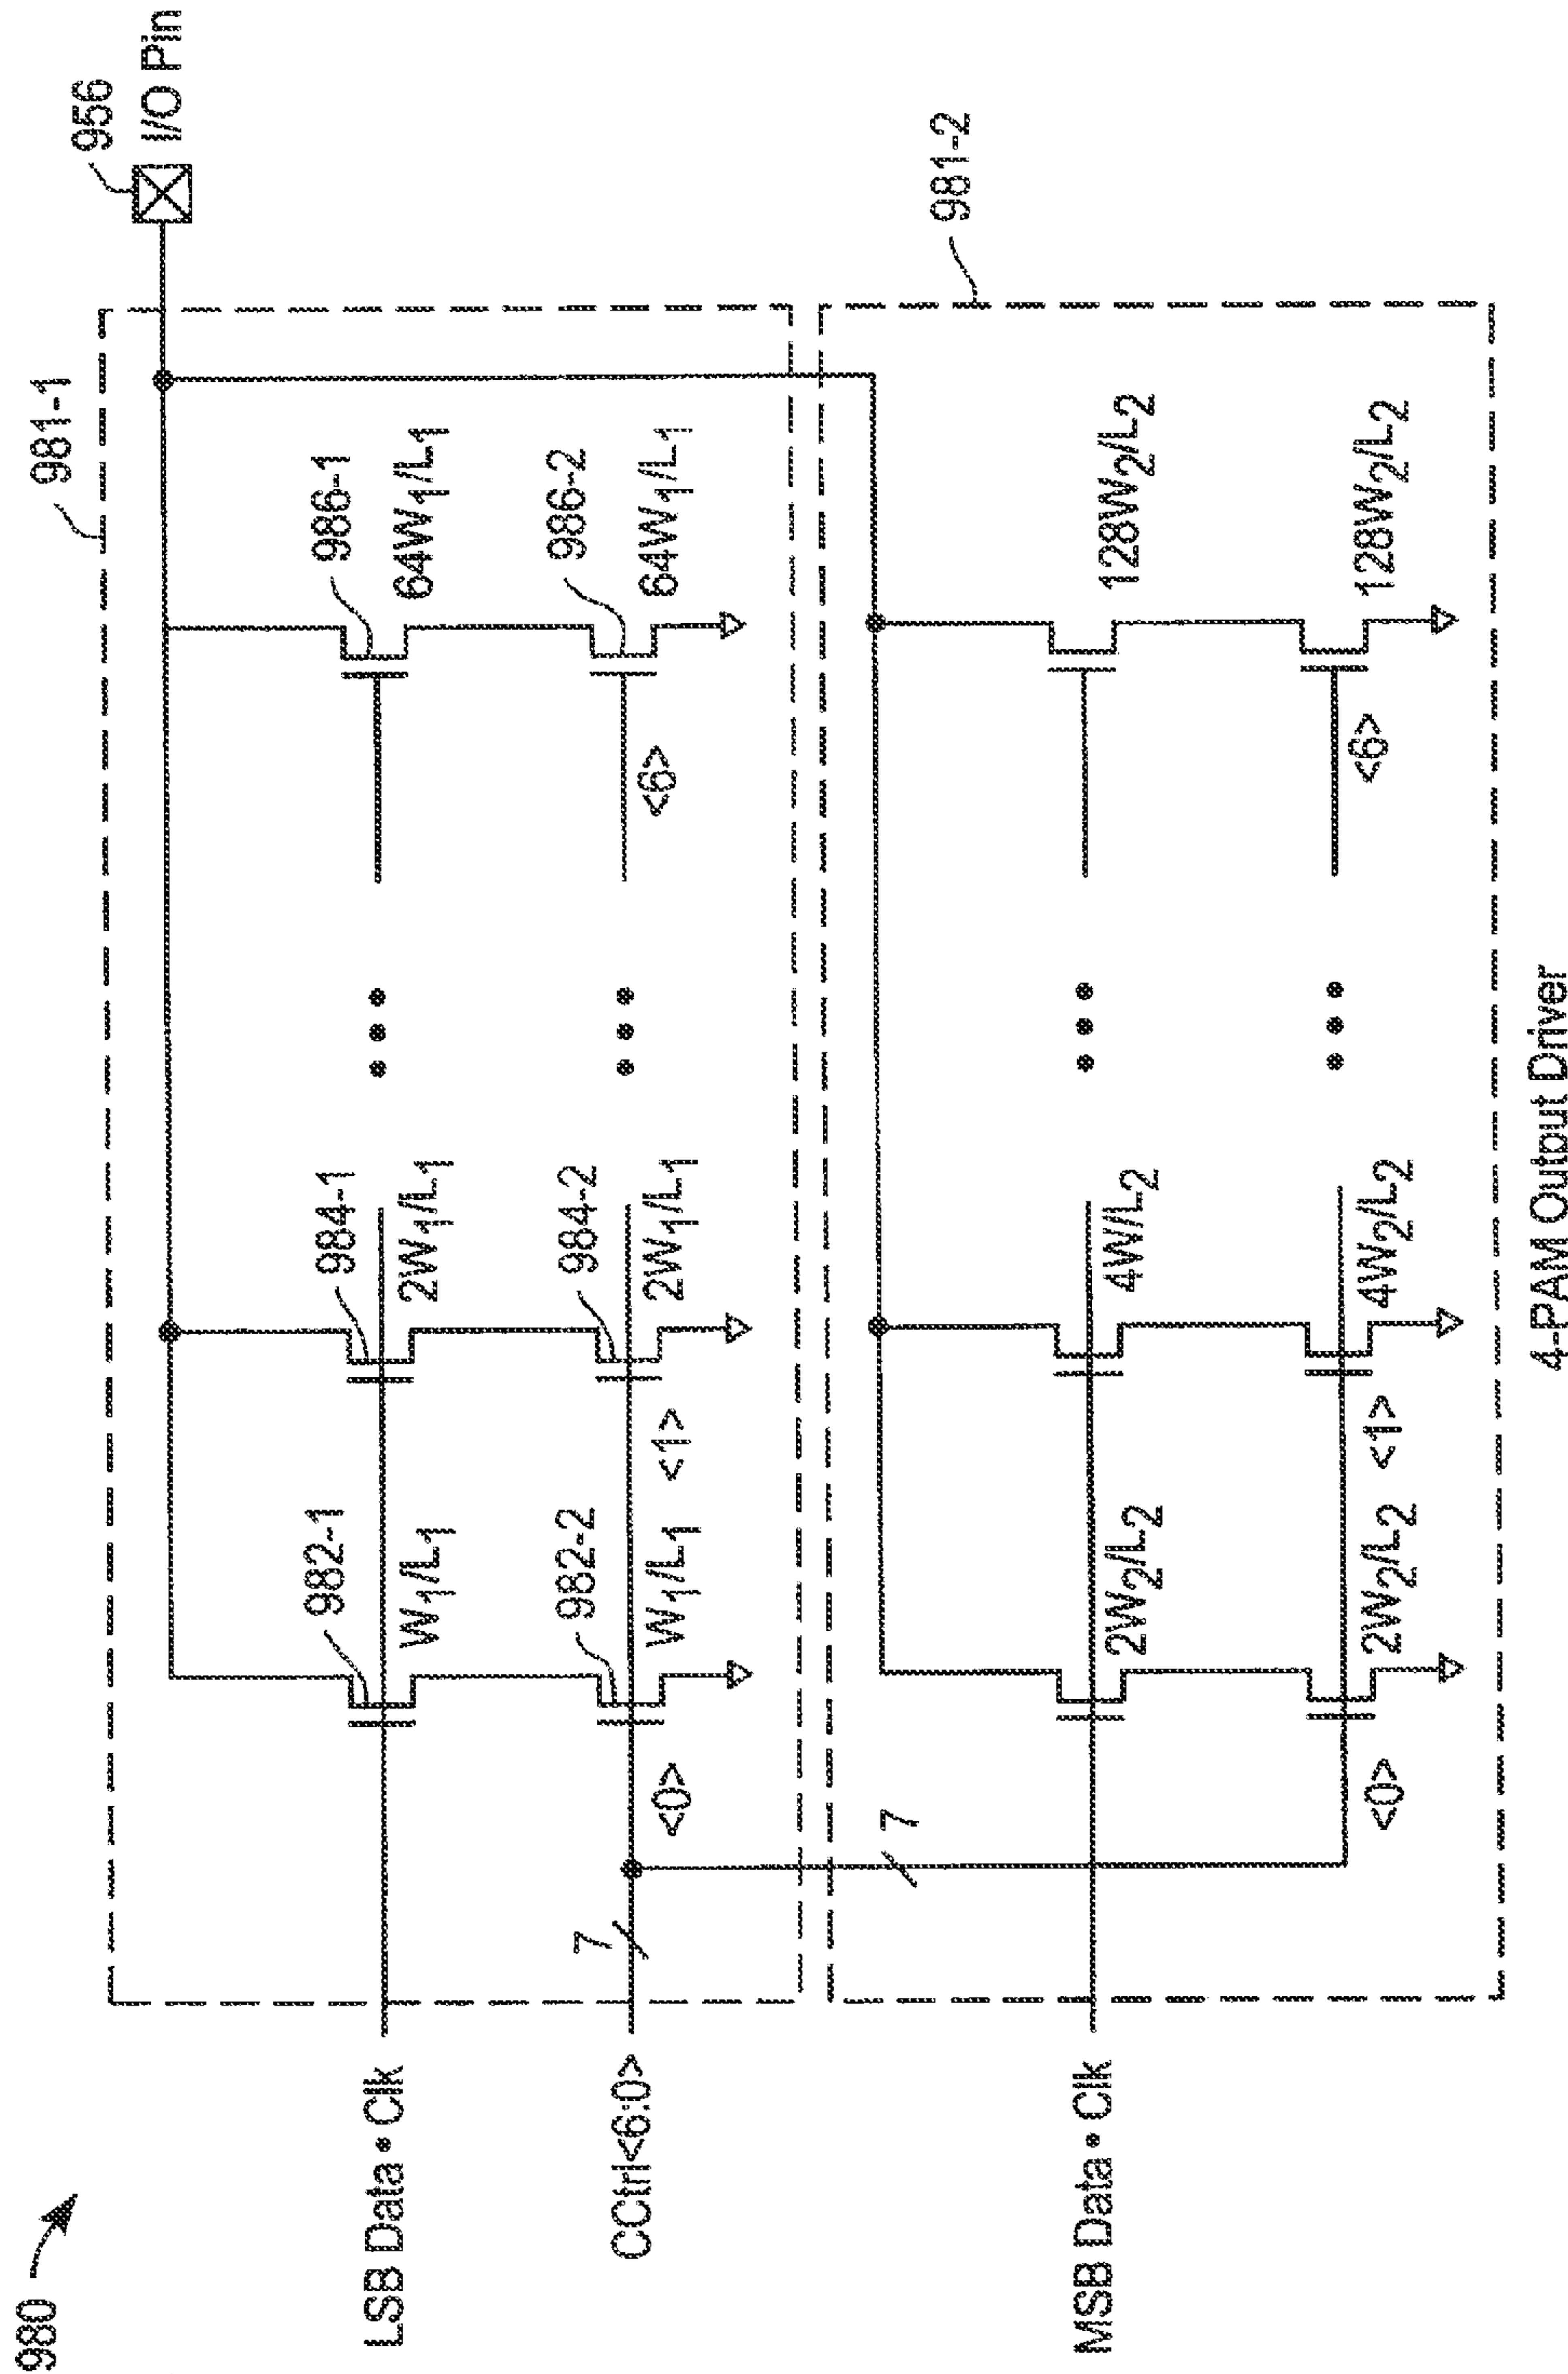 980
981-1
956
I/O Pin
LSB Data • Clk
982-1
W1/L1
984-1
2W1/L1
986-1
64W1/L1
CCtrl<6:0>
7
<0>
982-2
W1/L1
<1>
984-2
2W1/L1
<6>
986-2
64W1/L1
7
981-2
MSB Data • Clk
2W2/L2
4W/L2
128W2/L2
<0>
2W2/L2
<1>
4W2/L2
<6>
128W2/L2
4-PAM Output Driver